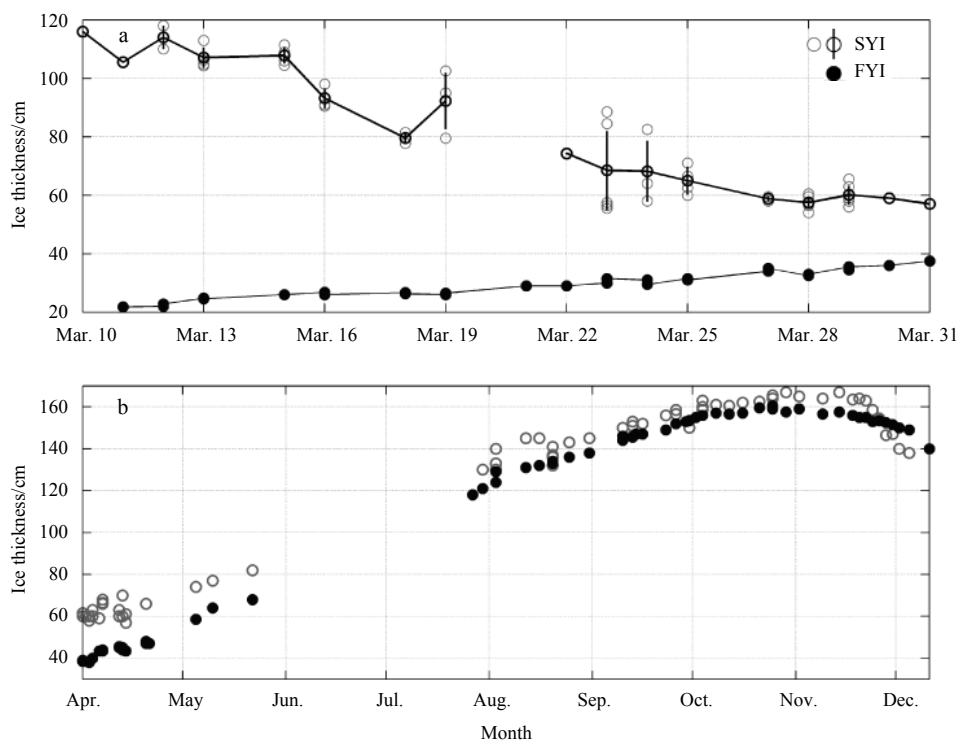 120
a
SYI
FYI
100
80
60
40
20
Ice thickness/cm
Mar. 10 Mar. 13 Mar. 16 Mar. 19 Mar. 22 Mar. 25 Mar. 28 Mar. 31
b
160
140
120
100
80
60
40
Ice thickness/cm
Apr. May Jun. Jul. Aug. Sep. Oct. Nov. Dec.
Month